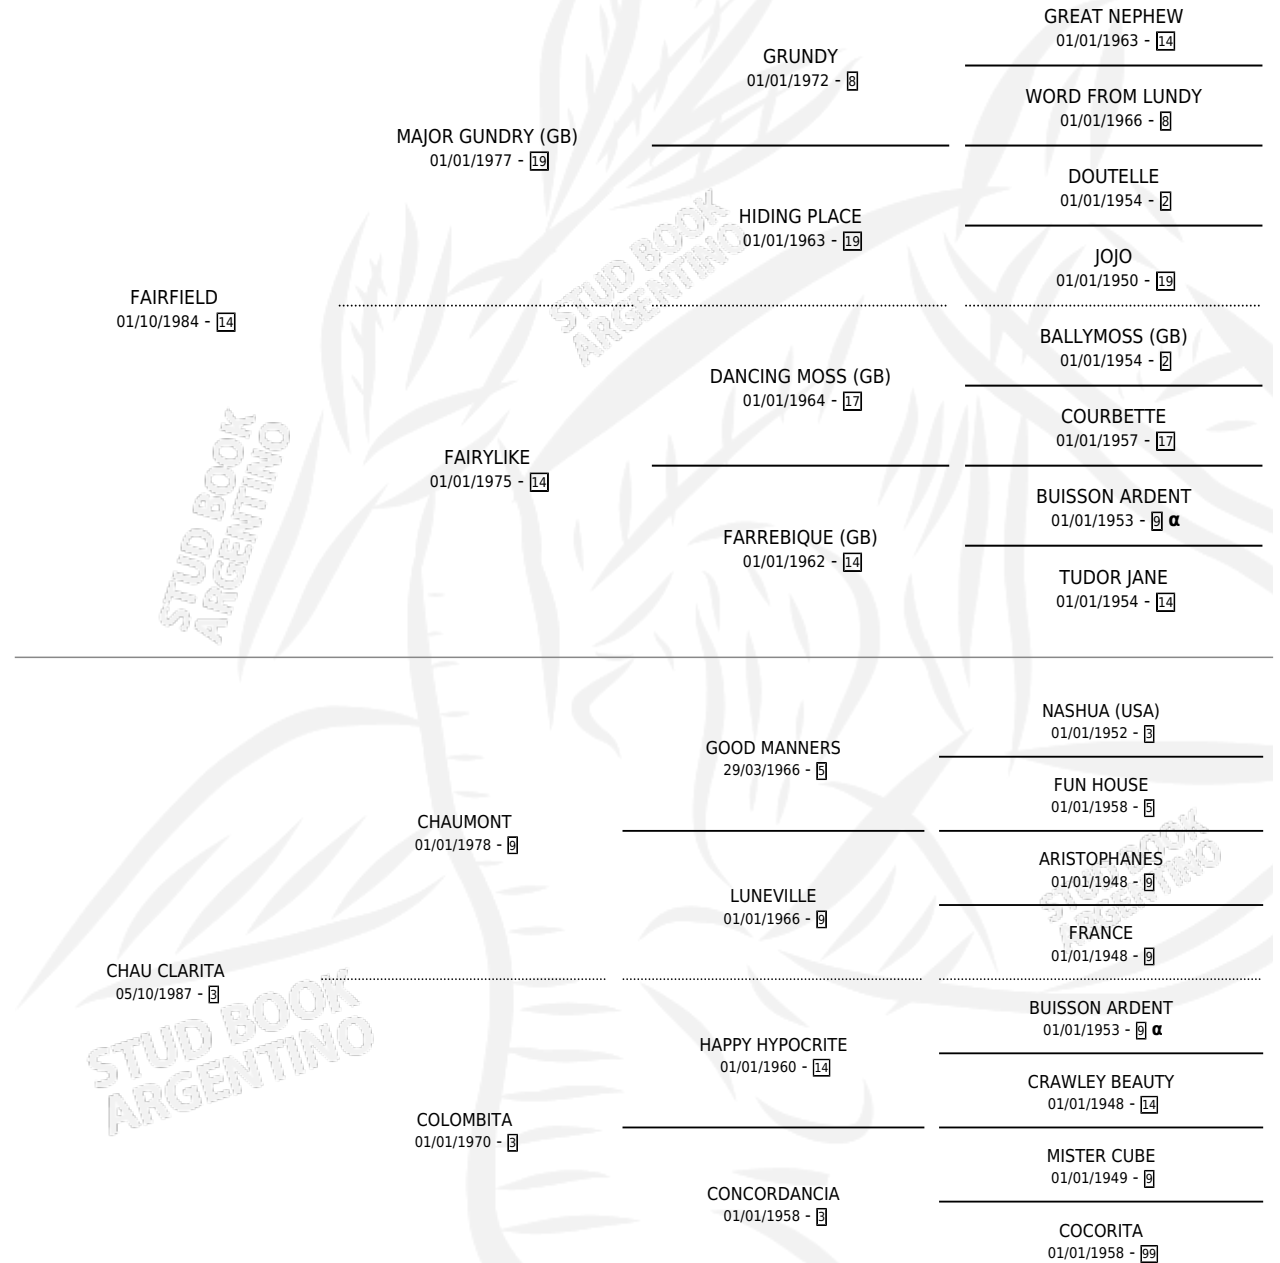 FAIRFIELD
01/10/1984 - 14
MAJOR GUNDRY (GB)
01/01/1977 - 19
GRUNDY
01/01/1972 - 8
GREAT NEPHEW
01/01/1963 - 14
WORD FROM LUNDY
01/01/1966 - 8
HIDING PLACE
01/01/1963 - 19
DOUTELLE
01/01/1954 - 2
JOJO
01/01/1950 - 19
FAIRYLIKE
01/01/1975 - 14
DANCING MOSS (GB)
01/01/1964 - 17
BALLYMOSS (GB)
01/01/1954 - 2
COURBETTE
01/01/1957 - 17
FARREBIQUE (GB)
01/01/1962 - 14
BUISSON ARDENT
01/01/1953 - 9 α
TUDOR JANE
01/01/1954 - 14
CHAU CLARITA
05/10/1987 - 3
CHAUMONT
01/01/1978 - 9
GOOD MANNERS
29/03/1966 - 5
NASHUA (USA)
01/01/1952 - 3
FUN HOUSE
01/01/1958 - 5
LUNEVILLE
01/01/1966 - 9
ARISTOPHANES
01/01/1948 - 9
FRANCE
01/01/1948 - 9
COLOMBITA
01/01/1970 - 3
HAPPY HYPOCRITE
01/01/1960 - 14
BUISSON ARDENT
01/01/1953 - 9 α
CRAWLEY BEAUTY
01/01/1948 - 14
CONCORDANCIA
01/01/1958 - 3
MISTER CUBE
01/01/1949 - 9
COCORITA
01/01/1958 - 99
STUD BOOK
ARGENTINO
STUD BOOK
ARGENTINO
STUD BOOK
ARGENTINO
STUD BOOK
ARGENTINO